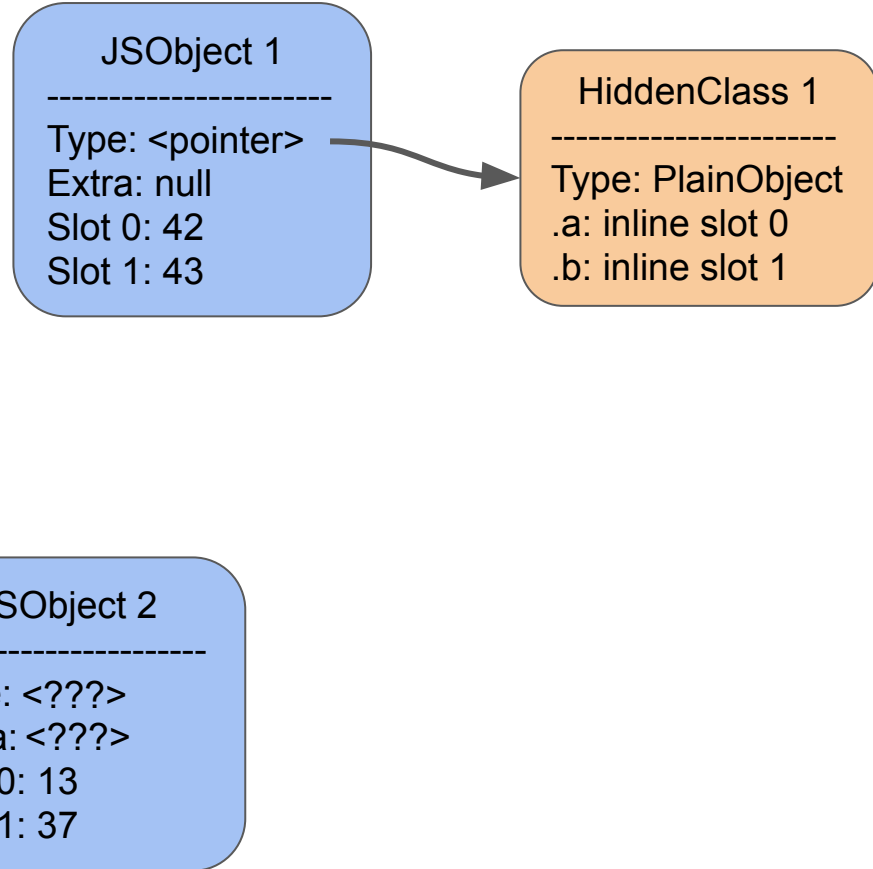 JSObject 1
-----------------------
Type: <pointer>
Extra: null
Slot 0: 42
Slot 1: 43
HiddenClass 1
-----------------------
Type: PlainObject
.a: inline slot 0
.b: inline slot 1
SObject 2
-----------------
: <???>
a: <???>
0: 13
1: 37